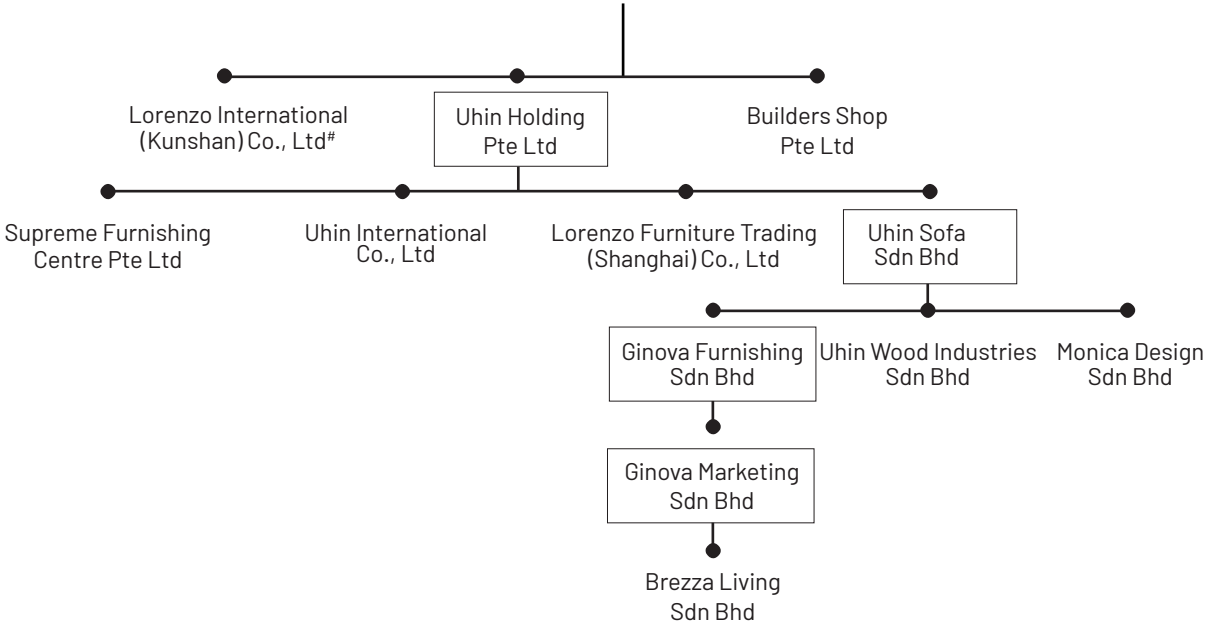 Lorenzo International
(Kunshan) Co., Ltd#
Uhin Holding
Pte Ltd
Builders Shop
Pte Ltd
Supreme Furnishing
Centre Pte Ltd
Uhin International
Co., Ltd
Lorenzo Furniture Trading
(Shanghai) Co., Ltd
Uhin Sofa
Sdn Bhd
Ginova Furnishing
Sdn Bhd
Uhin Wood Industries
Sdn Bhd
Monica Design
Sdn Bhd
Ginova Marketing
Sdn Bhd
Brezza Living
Sdn Bhd